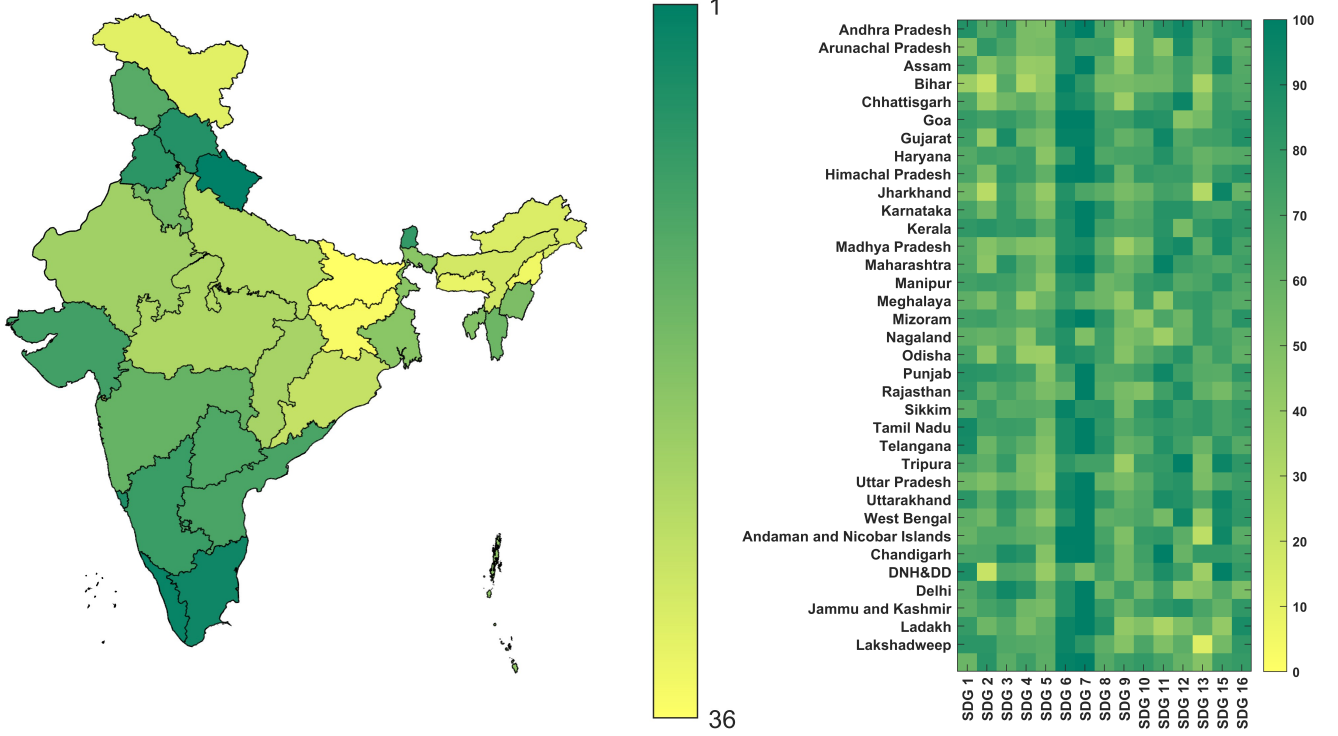 1
36
Andhra Pradesh
Arunachal Pradesh
Assam
Bihar
Chhattisgarh
Goa
Gujarat
Haryana
Himachal Pradesh
Jharkhand
Karnataka
Kerala
Madhya Pradesh
Maharashtra
Manipur
Meghalaya
Mizoram
Nagaland
Odisha
Punjab
Rajasthan
Sikkim
Tamil Nadu
Telangana
Tripura
Uttar Pradesh
Uttarakhand
West Bengal
Andaman and Nicobar Islands
Chandigarh
DNH&DD
Delhi
Jammu and Kashmir
Ladakh
Lakshadweep
SDG 1
SDG 2
SDG 3
SDG 4
SDG 5
SDG 6
SDG 7
SDG 8
SDG 9
SDG 10
SDG 11
SDG 12
SDG 13
SDG 15
SDG 16
100
90
80
70
60
50
40
30
20
10
0